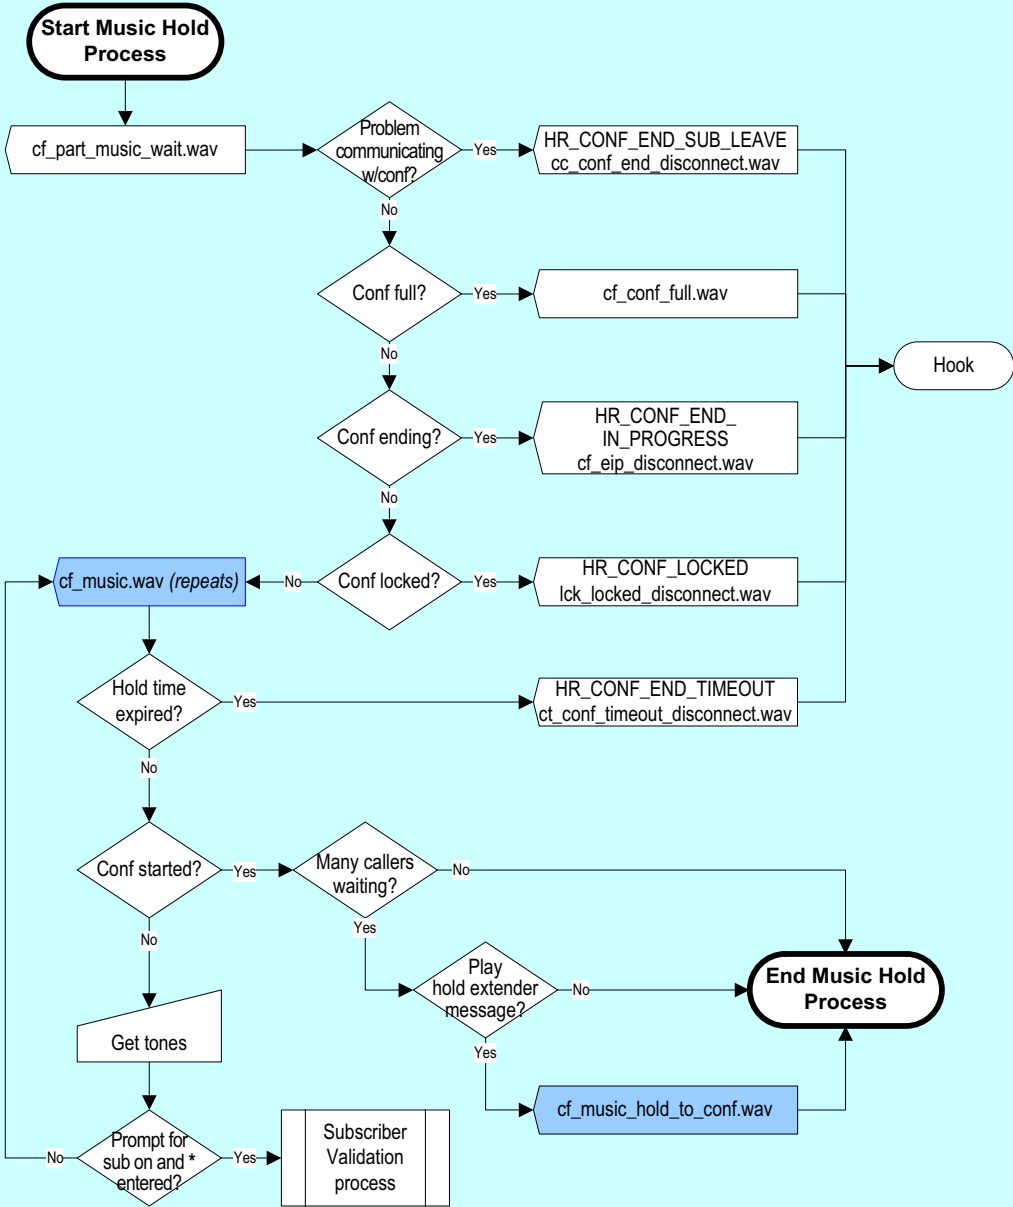 Start Music Hold
Process
cf_part_music_wait.wav
Problem
communicating
w/conf?
Yes
HR_CONF_END_SUB_LEAVE
cc_conf_end_disconnect.wav
No
Conf full?
Yes
cf_conf_full.wav
No
Hook
Conf ending?
Yes
HR_CONF_END_
IN_PROGRESS
cf_eip_disconnect.wav
No
cf_music.wav (repeats)
No
Conf locked?
Yes
HR_CONF_LOCKED
lck_locked_disconnect.wav
Hold time
expired?
Yes
HR_CONF_END_TIMEOUT
ct_conf_timeout_disconnect.wav
No
Conf started?
Yes
Many callers
waiting?
No
Yes
No
Play
hold extender
message?
No
End Music Hold
Process
Get tones
Yes
cf_music_hold_to_conf.wav
No
Prompt for
sub on and *
entered?
Yes
Subscriber
Validation
process